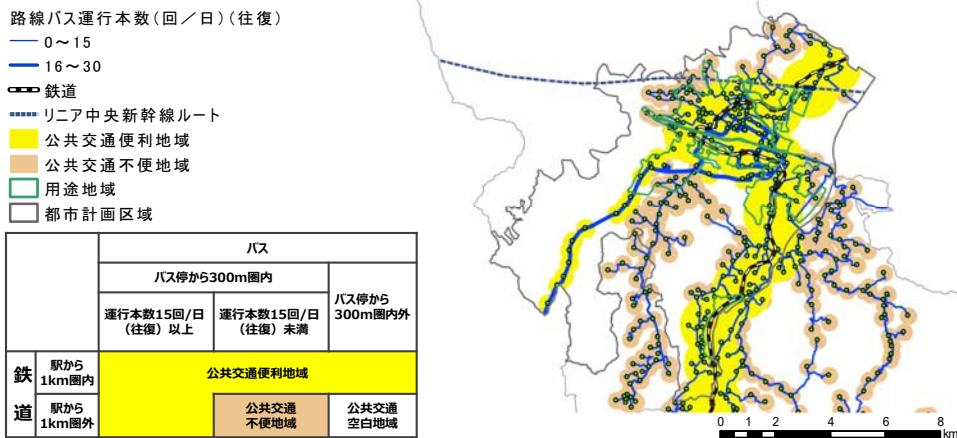 路線バス運行本数(回/日)(往復)
0～15
16～30
鉄道
リニア中央新幹線ルート
公共交通便利地域
公共交通不便地域
用途地域
都市計画区域
バス
バス停から300m圏内
バス停から
300m圏内外
運行本数15回/日
(往復)以上
運行本数15回/日
(往復)未満
鉄道
駅から
1km圏内
公共交通便利地域
駅から
1km圏外
公共交通
不便地域
公共交通
空白地域
0 1 2 4 6 8
km